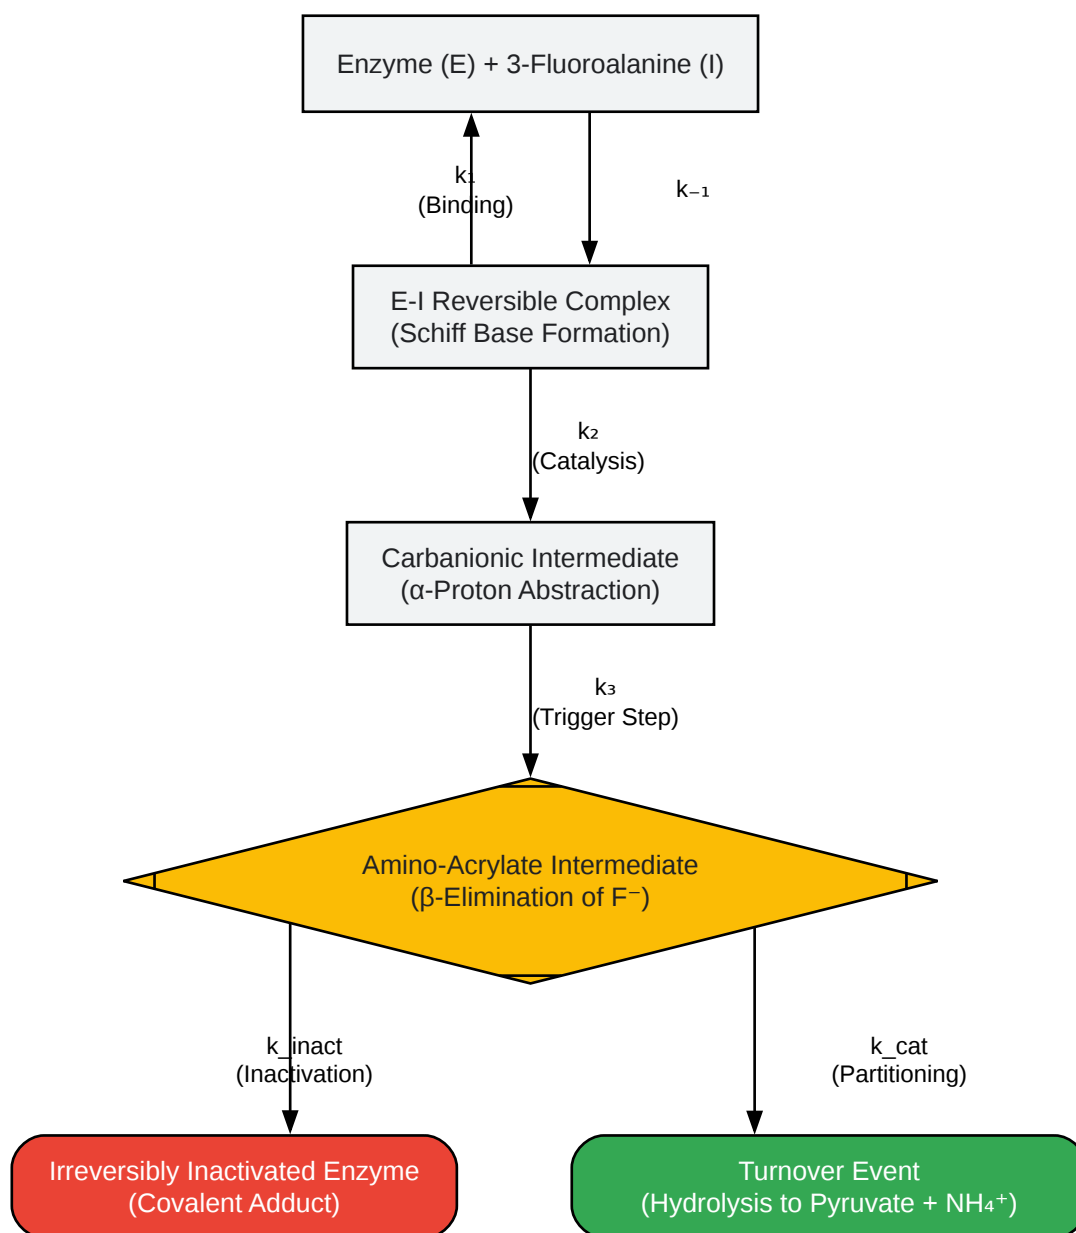 Enzyme (E) + 3-Fluoroalanine (I)
k₁
(Binding)
k₋₁
E-I Reversible Complex
(Schiff Base Formation)
k₂
(Catalysis)
Carbanionic Intermediate
(α-Proton Abstraction)
k₃
(Trigger Step)
Amino-Acrylate Intermediate
(β-Elimination of F⁻)
k_inact
(Inactivation)
k_cat
(Partitioning)
Irreversibly Inactivated Enzyme
(Covalent Adduct)
Turnover Event
(Hydrolysis to Pyruvate + NH₄⁺)